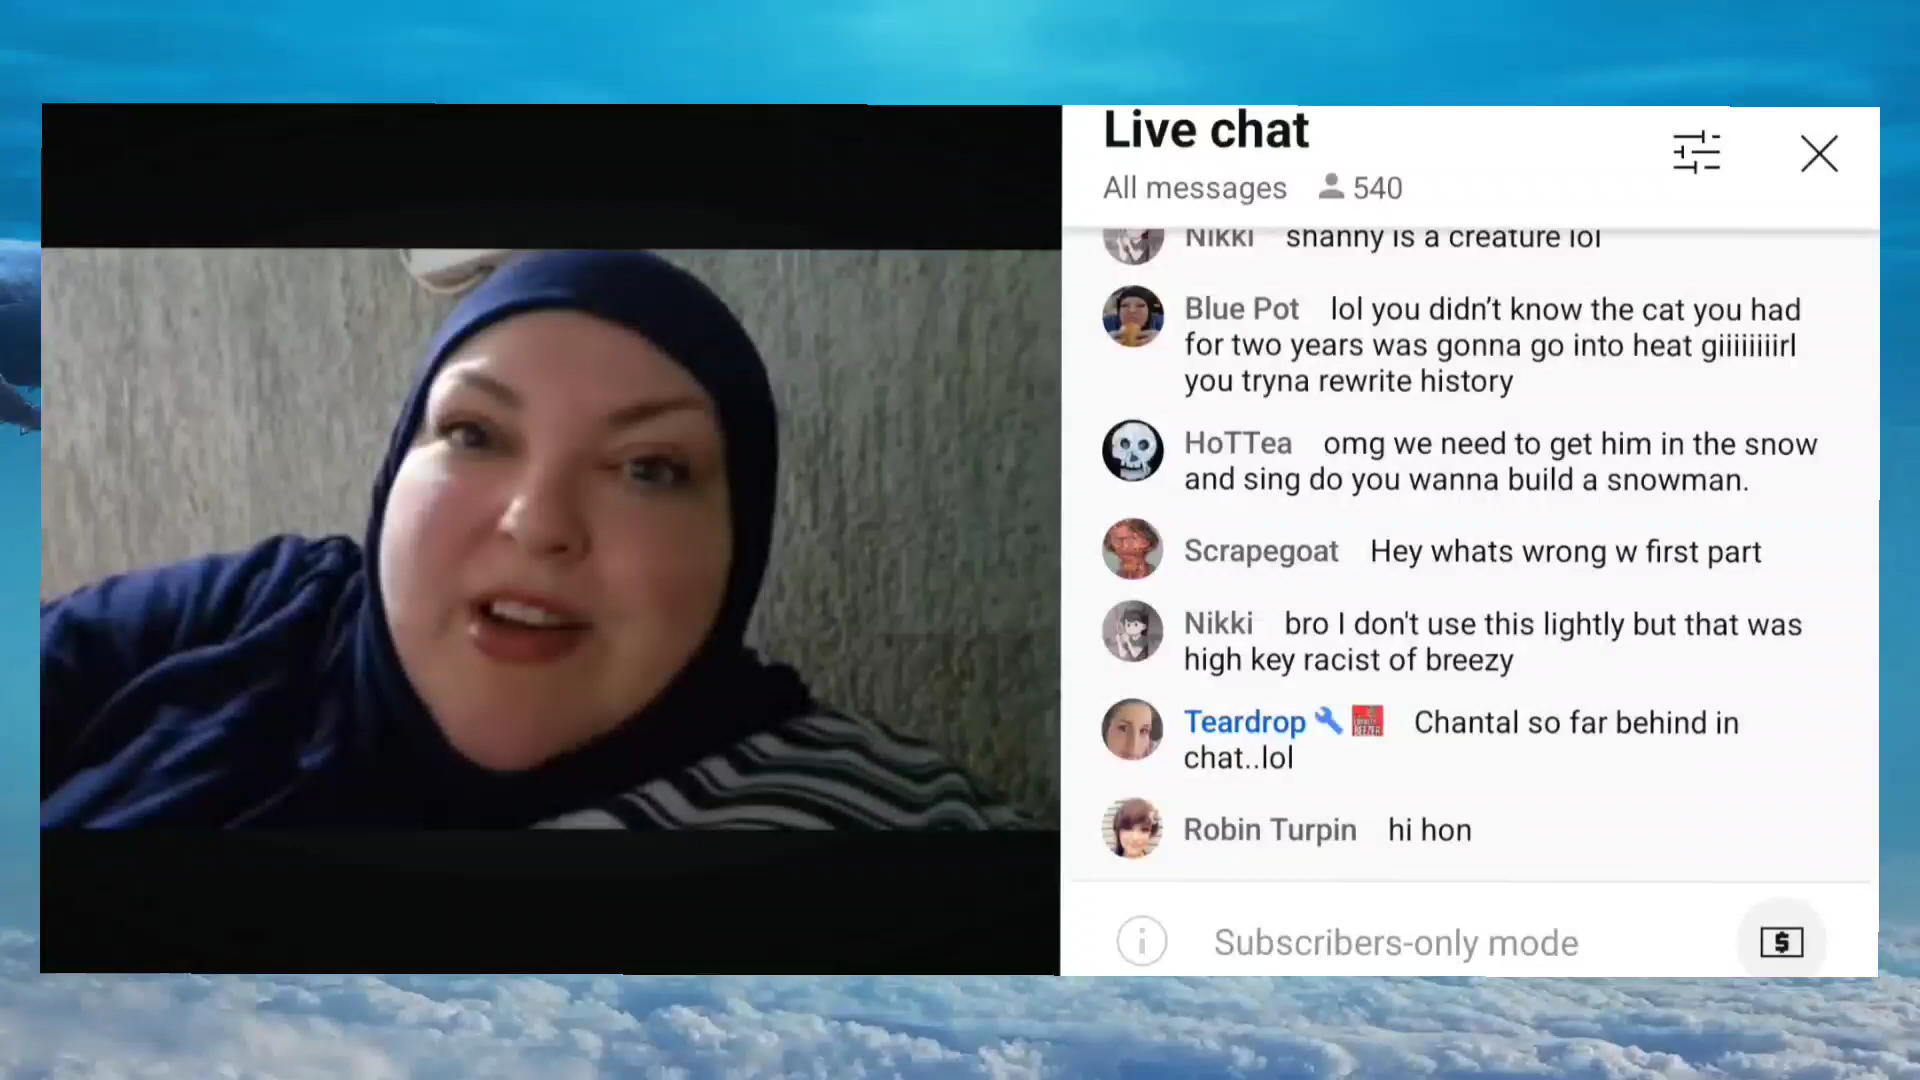 Live chat
All messages 540
Nikki shanny is a creature lol
Blue Pot lol you didn’t know the cat you had
for two years was gonna go into heat giiiiiiiirl
you tryna rewrite history
HoTTea omg we need to get him in the snow
and sing do you wanna build a snowman.
Scrapegoat Hey whats wrong w first part
Nikki bro I don't use this lightly but that was
high key racist of breezy
Teardrop Chantal so far behind in
chat..lol
Robin Turpin hi hon
Subscribers-only mode
$